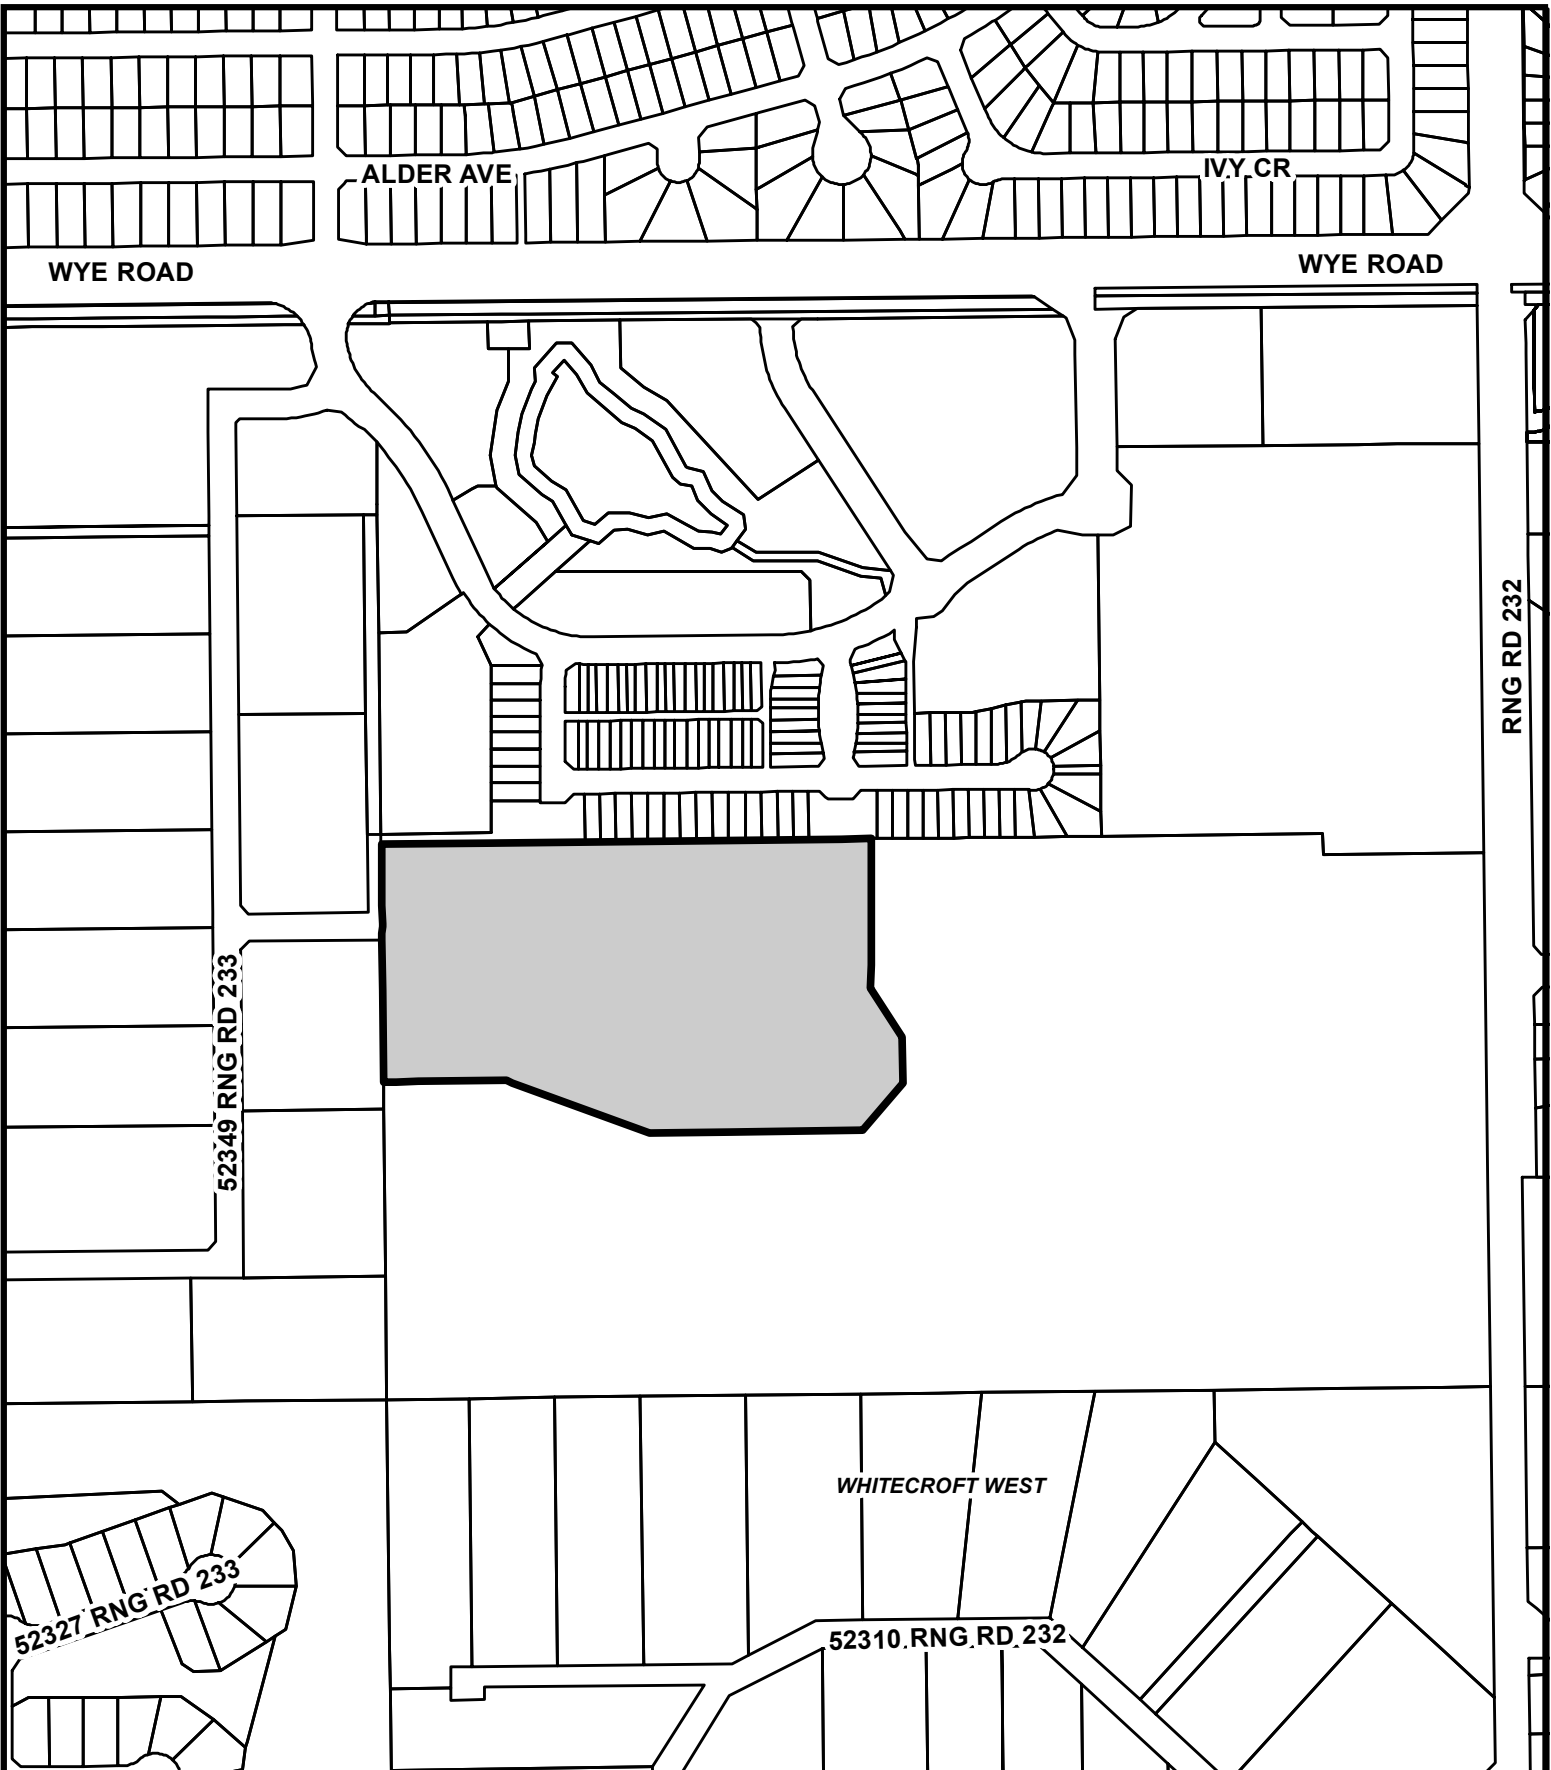 ALDER AVE
IVY CR
WYE ROAD
WYE ROAD
RNG RD 232
52349 RNG RD 233
WHITECROFT WEST
52327 RNG RD 233
52310 RNG RD 232